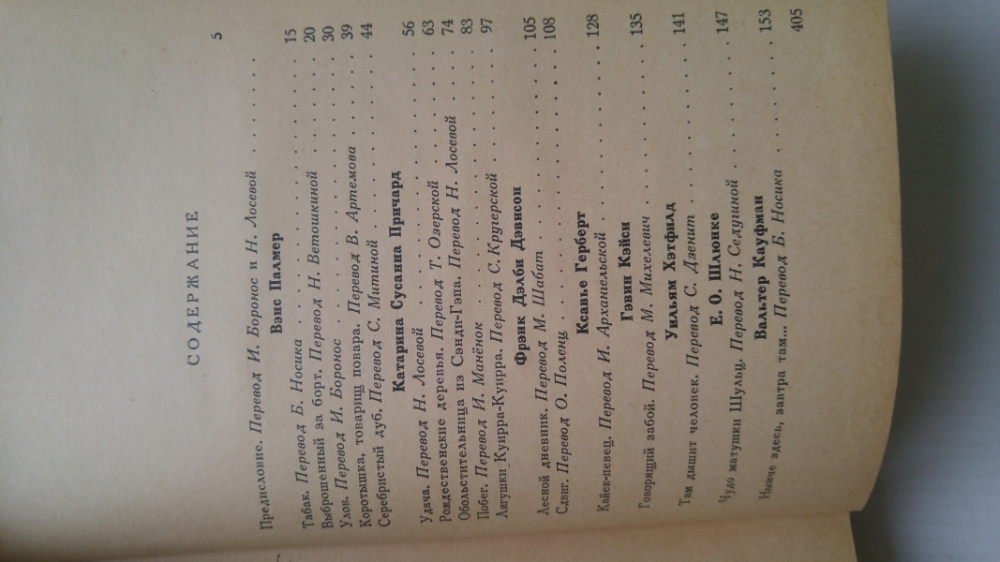 СОДЕРЖАНИЕ
Предисловие. Перевод И. Боронос и Н. Лосевой . . . . . . . 5
Вэнс Палмер
Табак. Перевод Б. Носика . . . . . . . . . . . . . 15
Выброшенный за борт. Перевод Н. Ветошкиной . . . . . . . 20
Улов. Перевод И. Боронос . . . . . . . . . . . . . 30
Коротышка, товарищ повара. Перевод В. Артемова . . . . . . 39
Серебристый дуб. Перевод С. Митиной . . . . . . . . . 44
Катарина Сусанна Причард
Удача. Перевод Н. Лосевой . . . . . . . . . . . . 56
Рождественские деревья. Перевод Т. Озерской . . . . . . . 63
Обольстительница из Сэнди-Гэпа. Перевод Н. Лосевой . . . . 74
Побег. Перевод И. Манёнок . . . . . . . . . . . . 83
Лягушки Куирра-Куирра. Перевод С. Кругерской . . . . . . . 97
Фрэнк Дэлби Дэвисон
Лесной дневник. Перевод М. Шабат . . . . . . . . . . 105
Сдвиг. Перевод О. Поленц . . . . . . . . . . . . . 108
Ксавье Герберт
Кайек-певец. Перевод И. Архангельской . . . . . . . . . 128
Гэвин Кэйси
Говорящий забой. Перевод М. Михелевич . . . . . . . . . 135
Уильям Хэтфилд
Там дышит человек. Перевод С. Дзенит . . . . . . . . . 141
Е. О. Шлюнке
Чудо матушки Шульц. Перевод Н. Седугиной . . . . . . . . 147
Вальтер Кауфман
Нынче здесь, завтра там... Перевод Б. Носика . . . . . . . 153
405